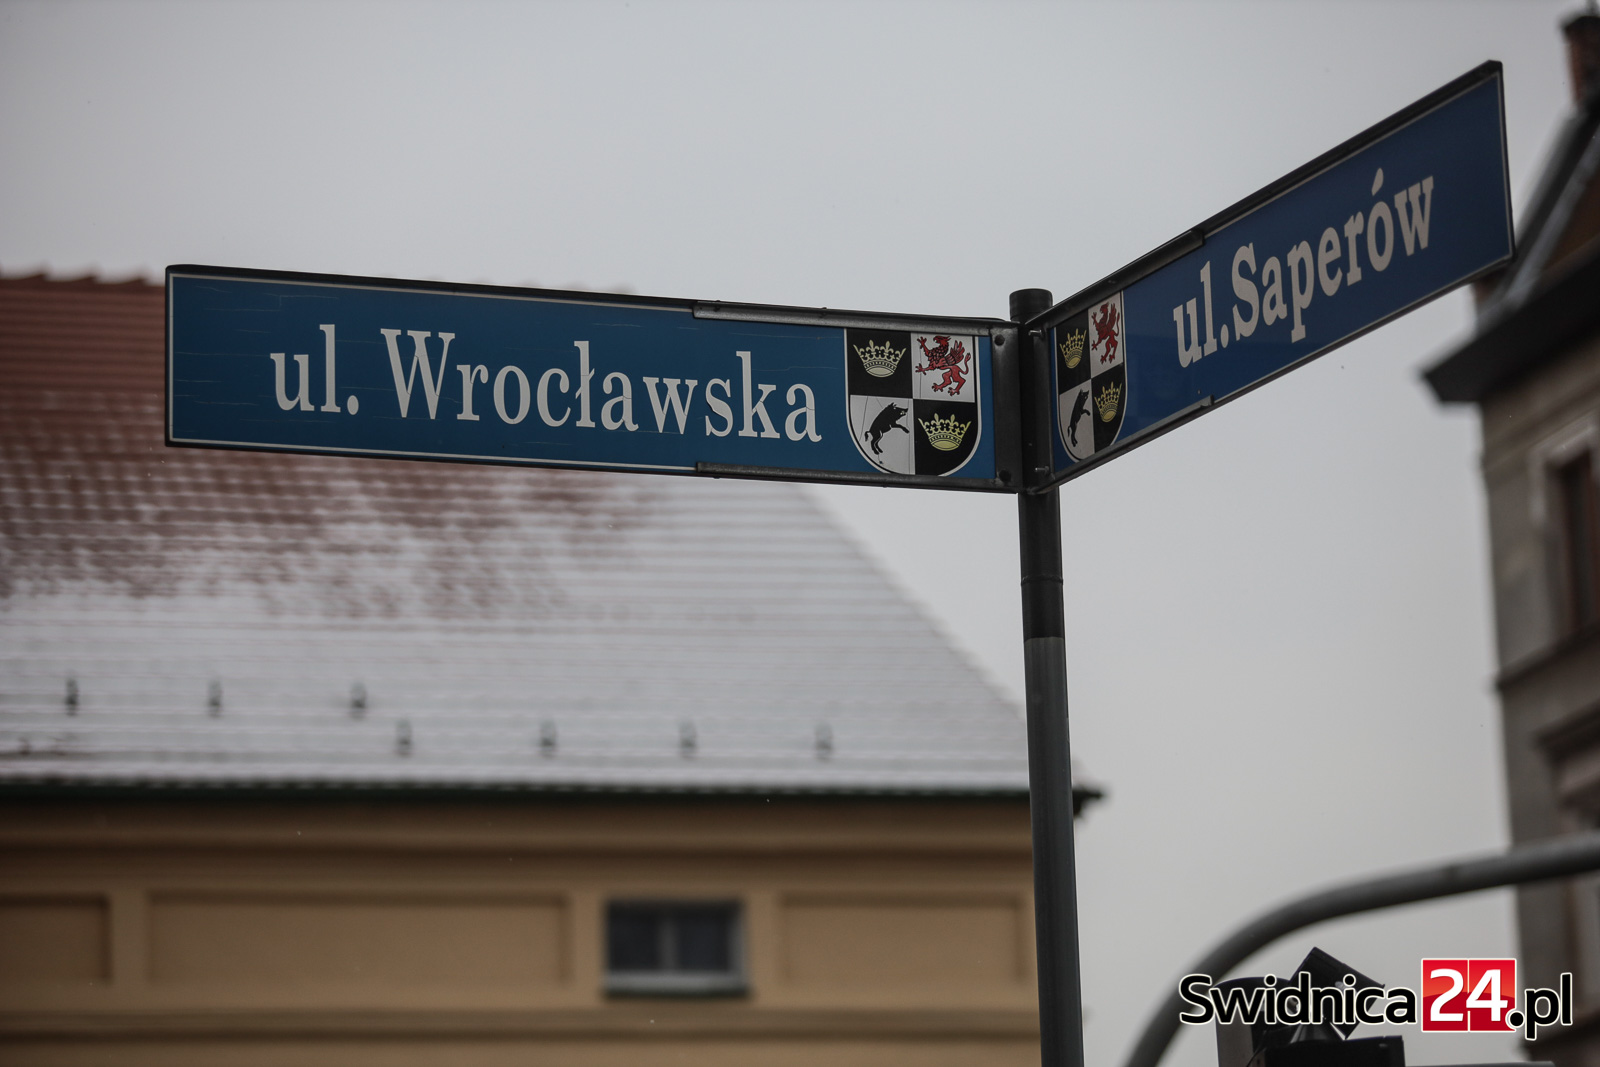 ul. Wrocławska
ul.Saperów
Swidnica24.pl